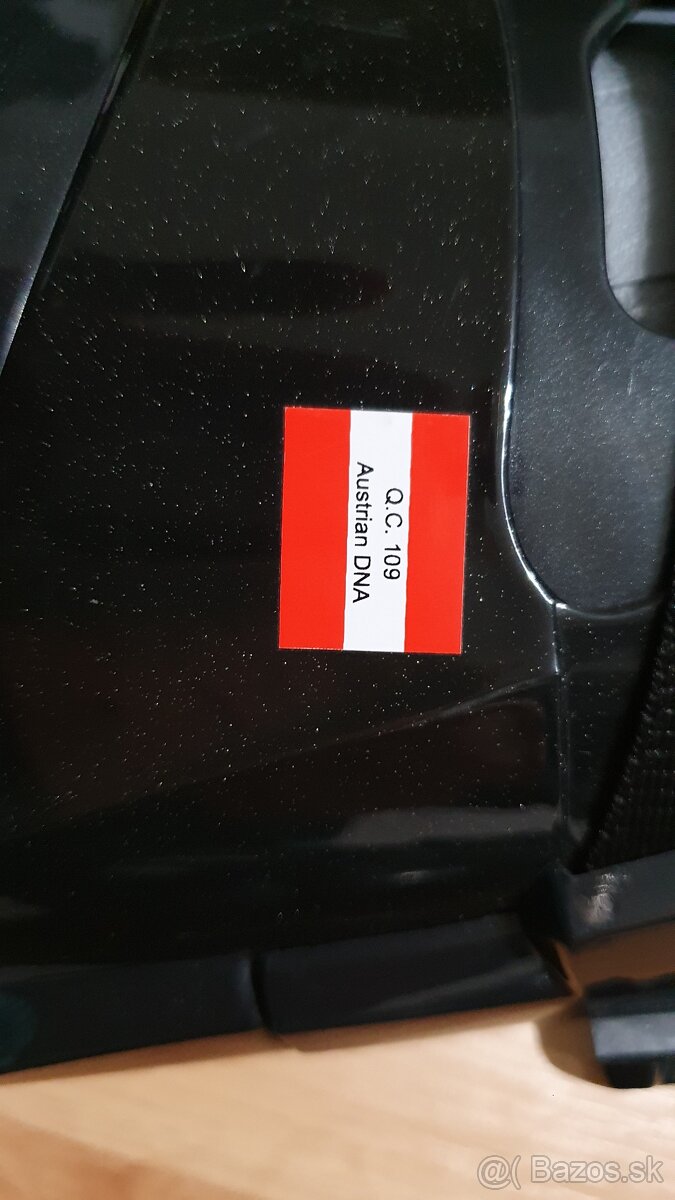 Q.C. 109
Austrian DNA
@( Bazos.sk